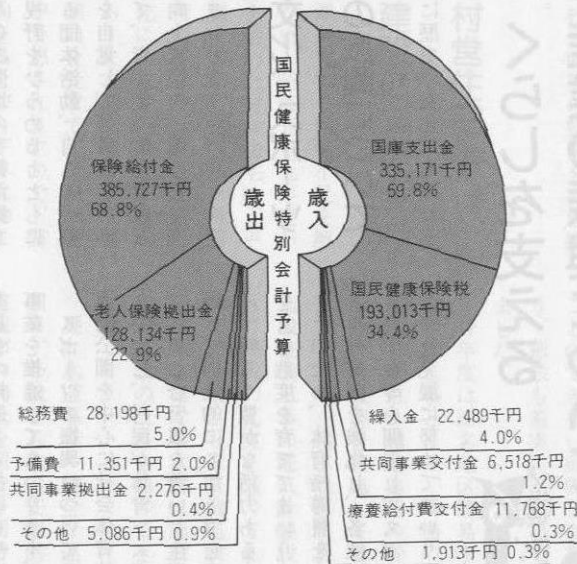 国民健康保険特別会計予算
歳出
歳入
保険給付金
385,727千円
68.8%
老人保険拠出金
128,134千円
22.9%
総務費 28,198千円
5.0%
予備費 11,351千円 2.0%
共同事業拠出金 2,276千円
0.4%
その他 5,086千円 0.9%
国庫支出金
335,171千円
59.8%
国民健康保険税
193,013千円
34.4%
繰入金 22,489千円
4.0%
共同事業交付金 6,518千円
1.2%
療養給付費交付金 11,768千円
0.3%
その他 1,913千円 0.3%